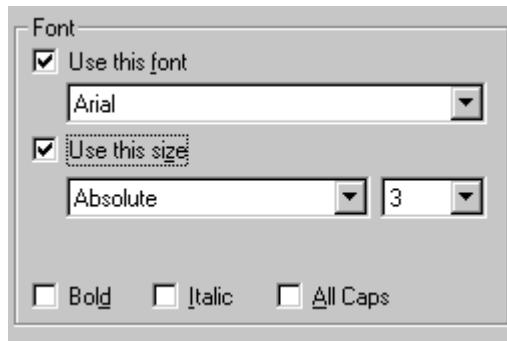 Font
Use this font
Arial
Use this size
Absolute 3
Bold Italic All Caps